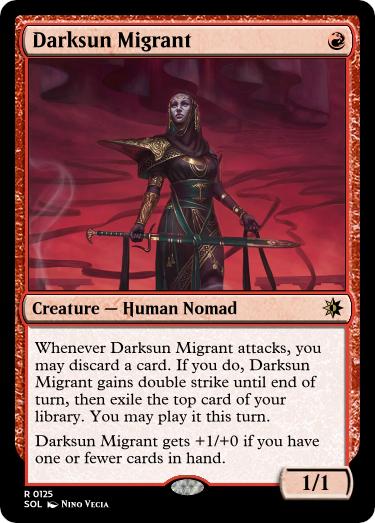 Darksun Migrant
Creature — Human Nomad
Whenever Darksun Migrant attacks, you
may discard a card. If you do, Darksun
Migrant gains double strike until end of
turn, then exile the top card of your
library. You may play it this turn.
Darksun Migrant gets +1/+0 if you have
one or fewer cards in hand.
1/1
R 0125
SOL Nino Vecia